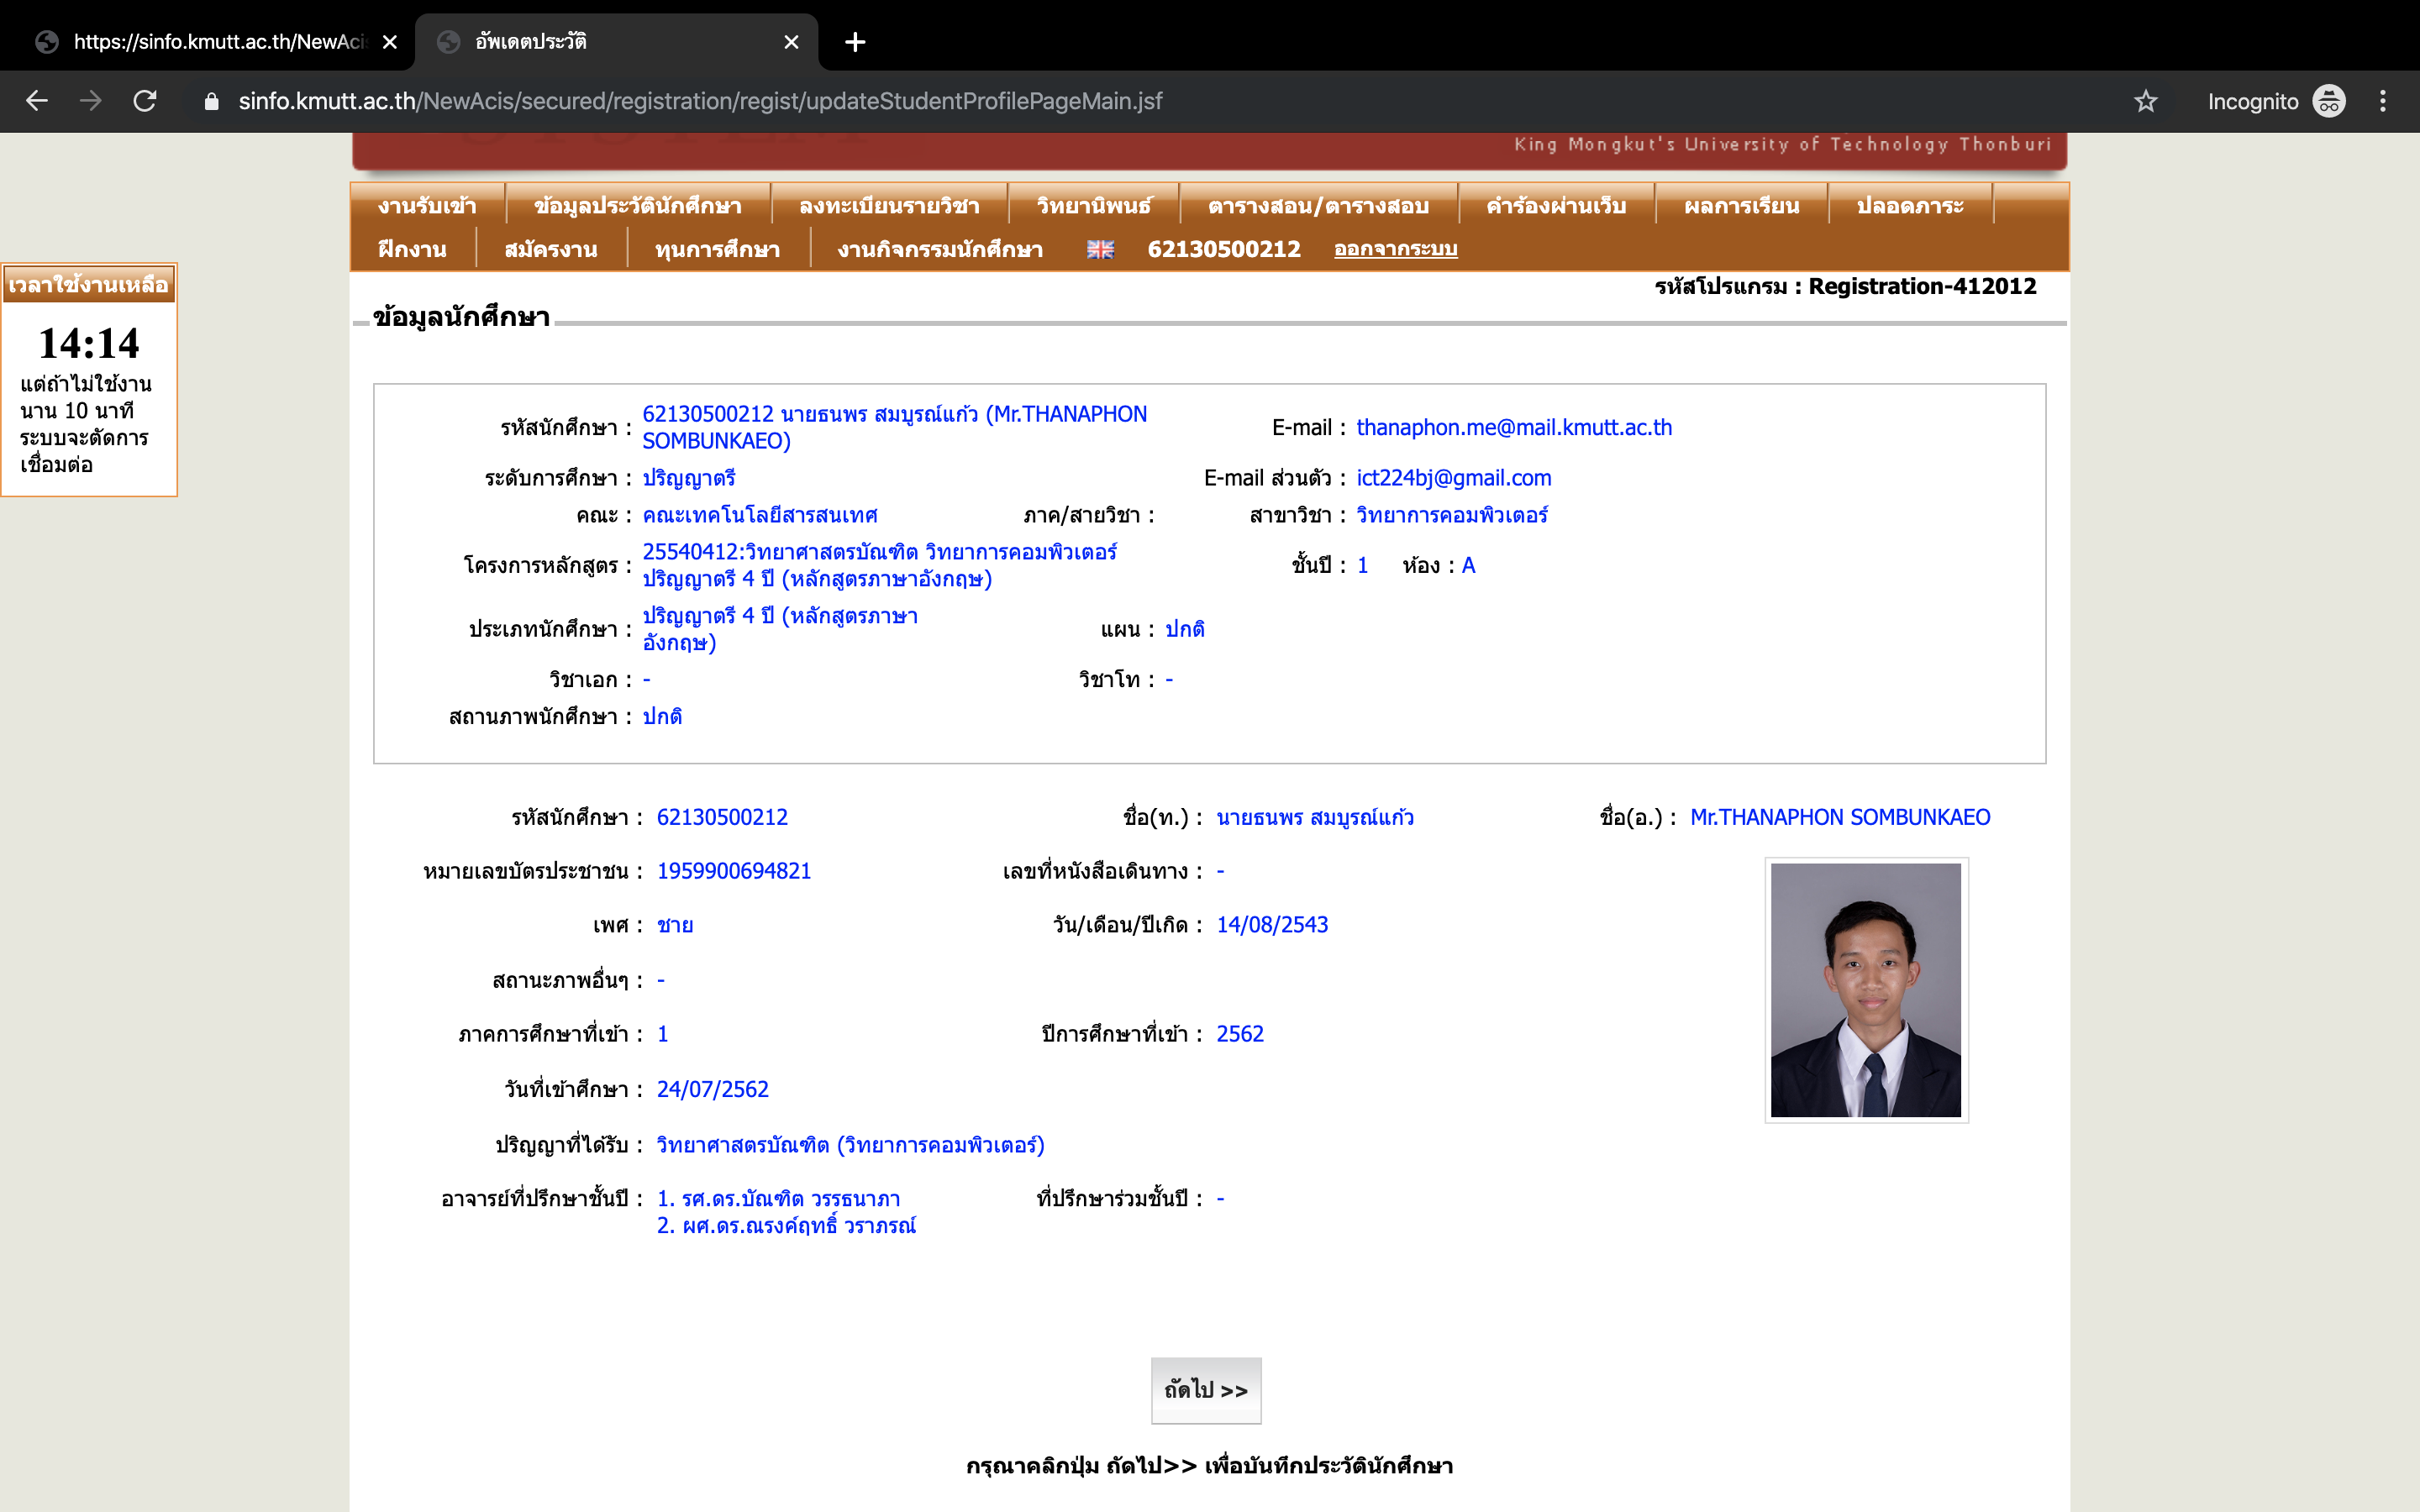 https://sinfo.kmutt.ac.th/NewAci
อัพเดตประวัติ
sinfo.kmutt.ac.th/NewAcis/secured/registration/regist/updateStudentProfilePageMain.jsf
Incognito
King Mongkut's University of Technology Thonburi
งานรับเข้า ข้อมูลประวัตินักศึกษา ลงทะเบียนรายวิชา วิทยานิพนธ์ ตารางสอน/ตารางสอบ คำร้องผ่านเว็บ ผลการเรียน ปลอดภาระ
ฝึกงาน สมัครงาน ทุนการศึกษา งานกิจกรรมนักศึกษา 62130500212 ออกจากระบบ
เวลาใช้งานเหลือ
14:14
แต่ถ้าไม่ใช้งาน
นาน 10 นาที
ระบบจะตัดการ
เชื่อมต่อ
รหัสโปรแกรม : Registration-412012
ข้อมูลนักศึกษา
รหัสนักศึกษา : 62130500212 นายธนพร สมบูรณ์แก้ว (Mr.THANAPHON
SOMBUNKAEO)
E-mail : thanaphon.me@mail.kmutt.ac.th
ระดับการศึกษา : ปริญญาตรี E-mail ส่วนตัว : ict224bj@gmail.com
คณะ : คณะเทคโนโลยีสารสนเทศ ภาค/สายวิชา : สาขาวิชา : วิทยาการคอมพิวเตอร์
โครงการหลักสูตร : 25540412:วิทยาศาสตรบัณฑิต วิทยาการคอมพิวเตอร์
ปริญญาตรี 4 ปี (หลักสูตรภาษาอังกฤษ)
ชั้นปี : 1 ห้อง : A
ประเภทนักศึกษา : ปริญญาตรี 4 ปี (หลักสูตรภาษา
อังกฤษ)
แผน : ปกติ
วิชาเอก : - วิชาโท : -
สถานภาพนักศึกษา : ปกติ
รหัสนักศึกษา : 62130500212 ชื่อ(ท.) : นายธนพร สมบูรณ์แก้ว ชื่อ(อ.) : Mr.THANAPHON SOMBUNKAEO
หมายเลขบัตรประชาชน : 1959900694821 เลขที่หนังสือเดินทาง : -
เพศ : ชาย วัน/เดือน/ปีเกิด : 14/08/2543
สถานะภาพอื่นๆ : -
ภาคการศึกษาที่เข้า : 1 ปีการศึกษาที่เข้า : 2562
วันที่เข้าศึกษา : 24/07/2562
ปริญญาที่ได้รับ : วิทยาศาสตรบัณฑิต (วิทยาการคอมพิวเตอร์)
อาจารย์ที่ปรึกษาชั้นปี : 1. รศ.ดร.บัณฑิต วรรธนาภา ที่ปรึกษาร่วมชั้นปี : -
2. ผศ.ดร.ณรงค์ฤทธิ์ วราภรณ์
ถัดไป >>
กรุณาคลิกปุ่ม ถัดไป>> เพื่อบันทึกประวัตินักศึกษา